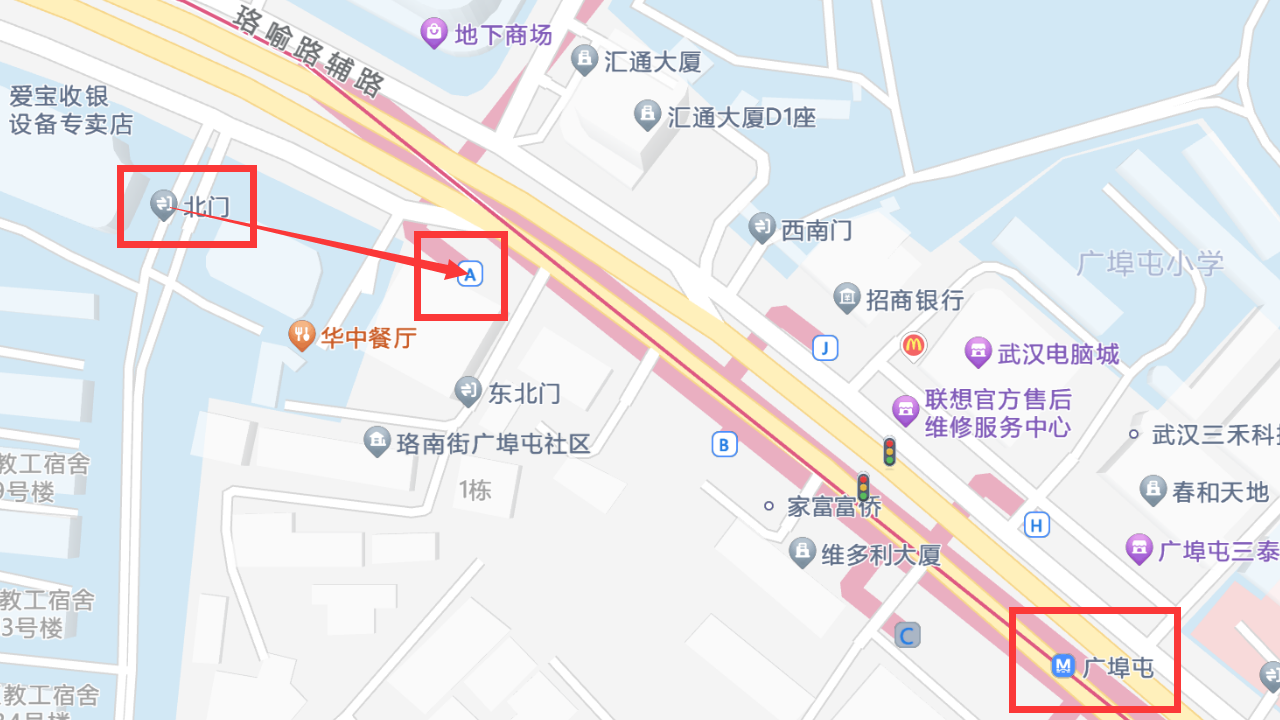 珞喻路辅路
地下商场
汇通大厦
爱宝收银
设备专卖店
汇通大厦D1座
北门
西南门
广埠屯小学
A
招商银行
华中餐厅
J
武汉电脑城
东北门
联想官方售后
维修服务中心
珞南街广埠屯社区
B
武汉三禾科技
教工宿舍
9号楼
1栋
家富富侨
春和天地
H
维多利大厦
广埠屯三泰
教工宿舍
3号楼
C
M
广埠屯
教工宿舍
34号楼